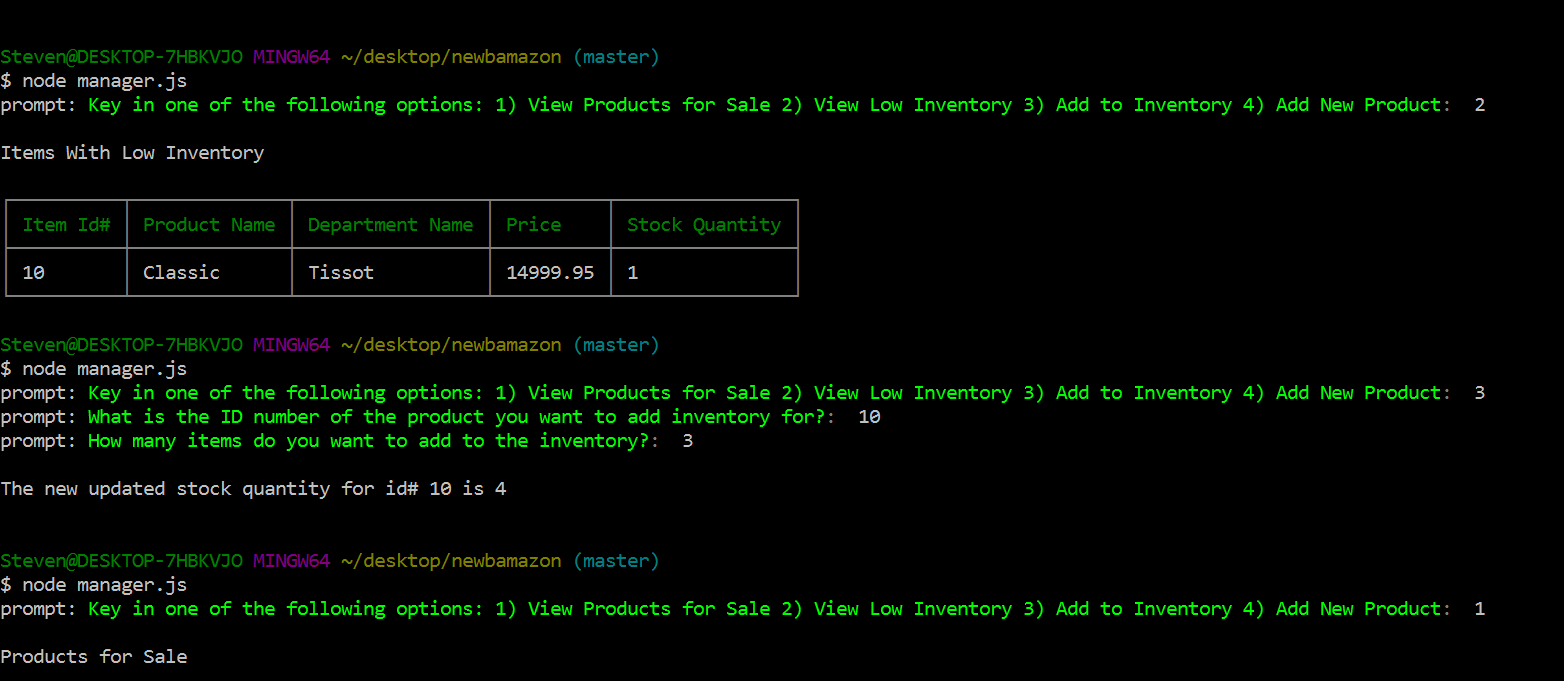 Steven@DESKTOP-7HBKVJO MINGW64 ~/desktop/newbamazon (master)
$ node manager.js
prompt: Key in one of the following options: 1) View Products for Sale 2) View Low Inventory 3) Add to Inventory 4) Add New Product:  2
Items With Low Inventory
Item Id# Product Name Department Name Price Stock Quantity
10 Classic Tissot 14999.95 1
Steven@DESKTOP-7HBKVJO MINGW64 ~/desktop/newbamazon (master)
$ node manager.js
prompt: Key in one of the following options: 1) View Products for Sale 2) View Low Inventory 3) Add to Inventory 4) Add New Product:  3
prompt: What is the ID number of the product you want to add inventory for?:  10
prompt: How many items do you want to add to the inventory?:  3
The new updated stock quantity for id# 10 is 4
Steven@DESKTOP-7HBKVJO MINGW64 ~/desktop/newbamazon (master)
$ node manager.js
prompt: Key in one of the following options: 1) View Products for Sale 2) View Low Inventory 3) Add to Inventory 4) Add New Product:  1
Products for Sale